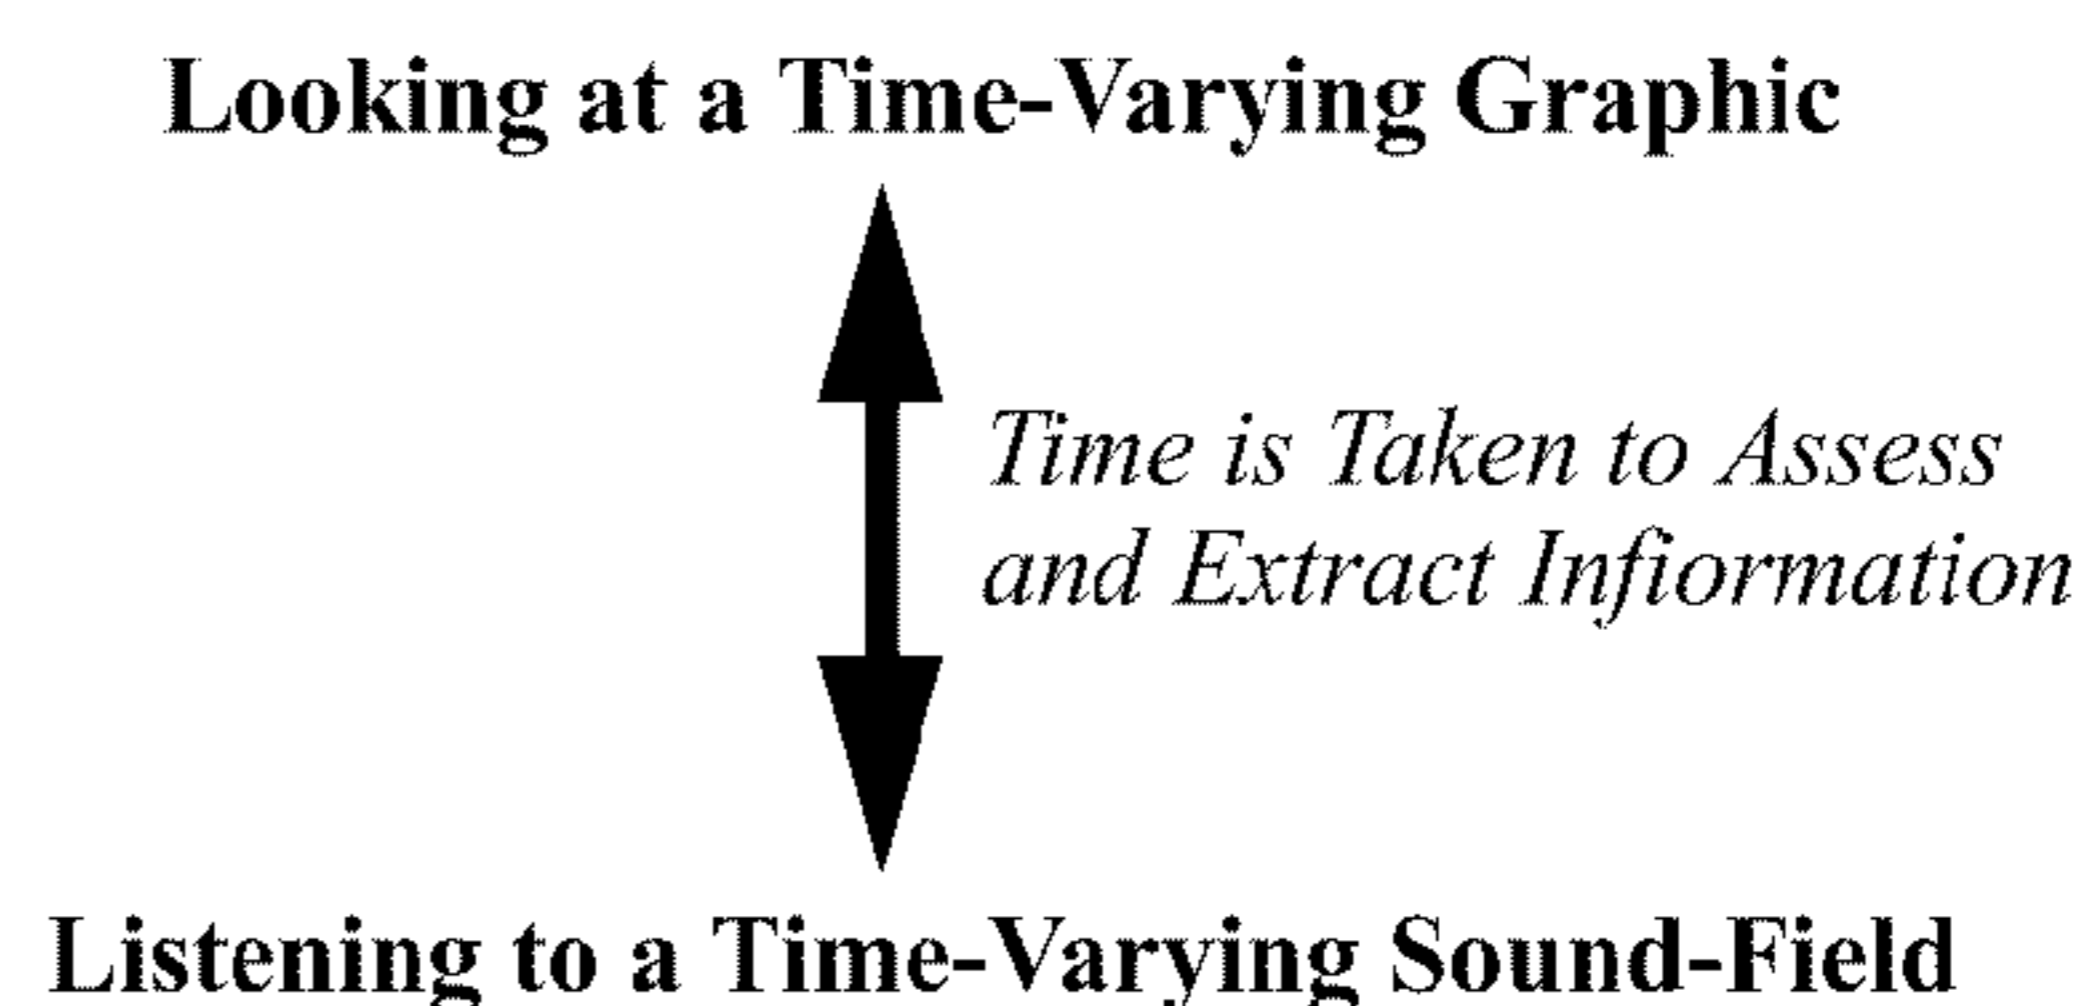 Looking at a Time-Varying Graphic
Time is Taken to Assess
and Extract Infiormation
Listening to a Time-Varying Sound-Field